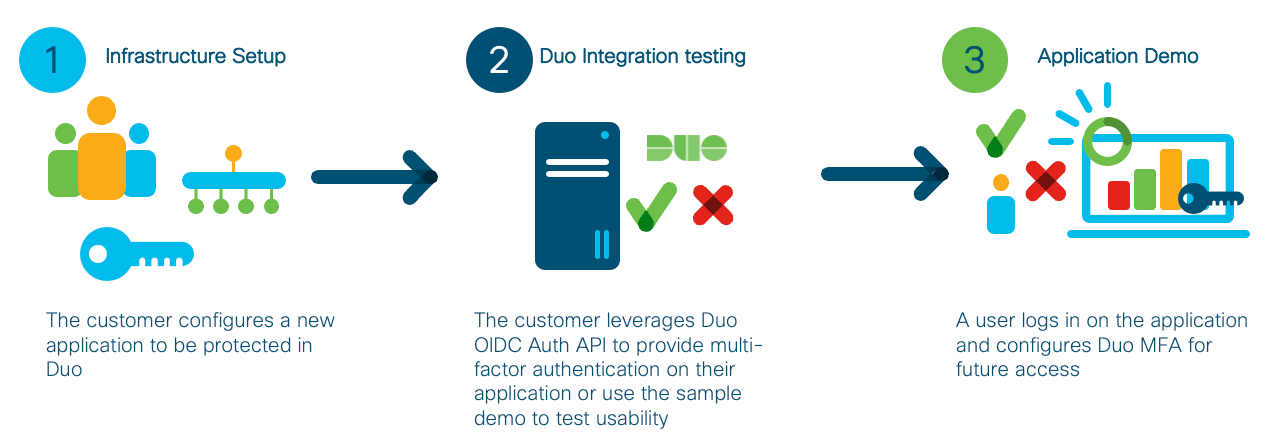 1
Infrastructure Setup
2
Duo Integration testing
3
Application Demo
DUO
The customer configures a new
application to be protected in
Duo
The customer leverages Duo
OIDC Auth API to provide multi-
factor authentication on their
application or use the sample
demo to test usability
A user logs in on the application
and configures Duo MFA for
future access